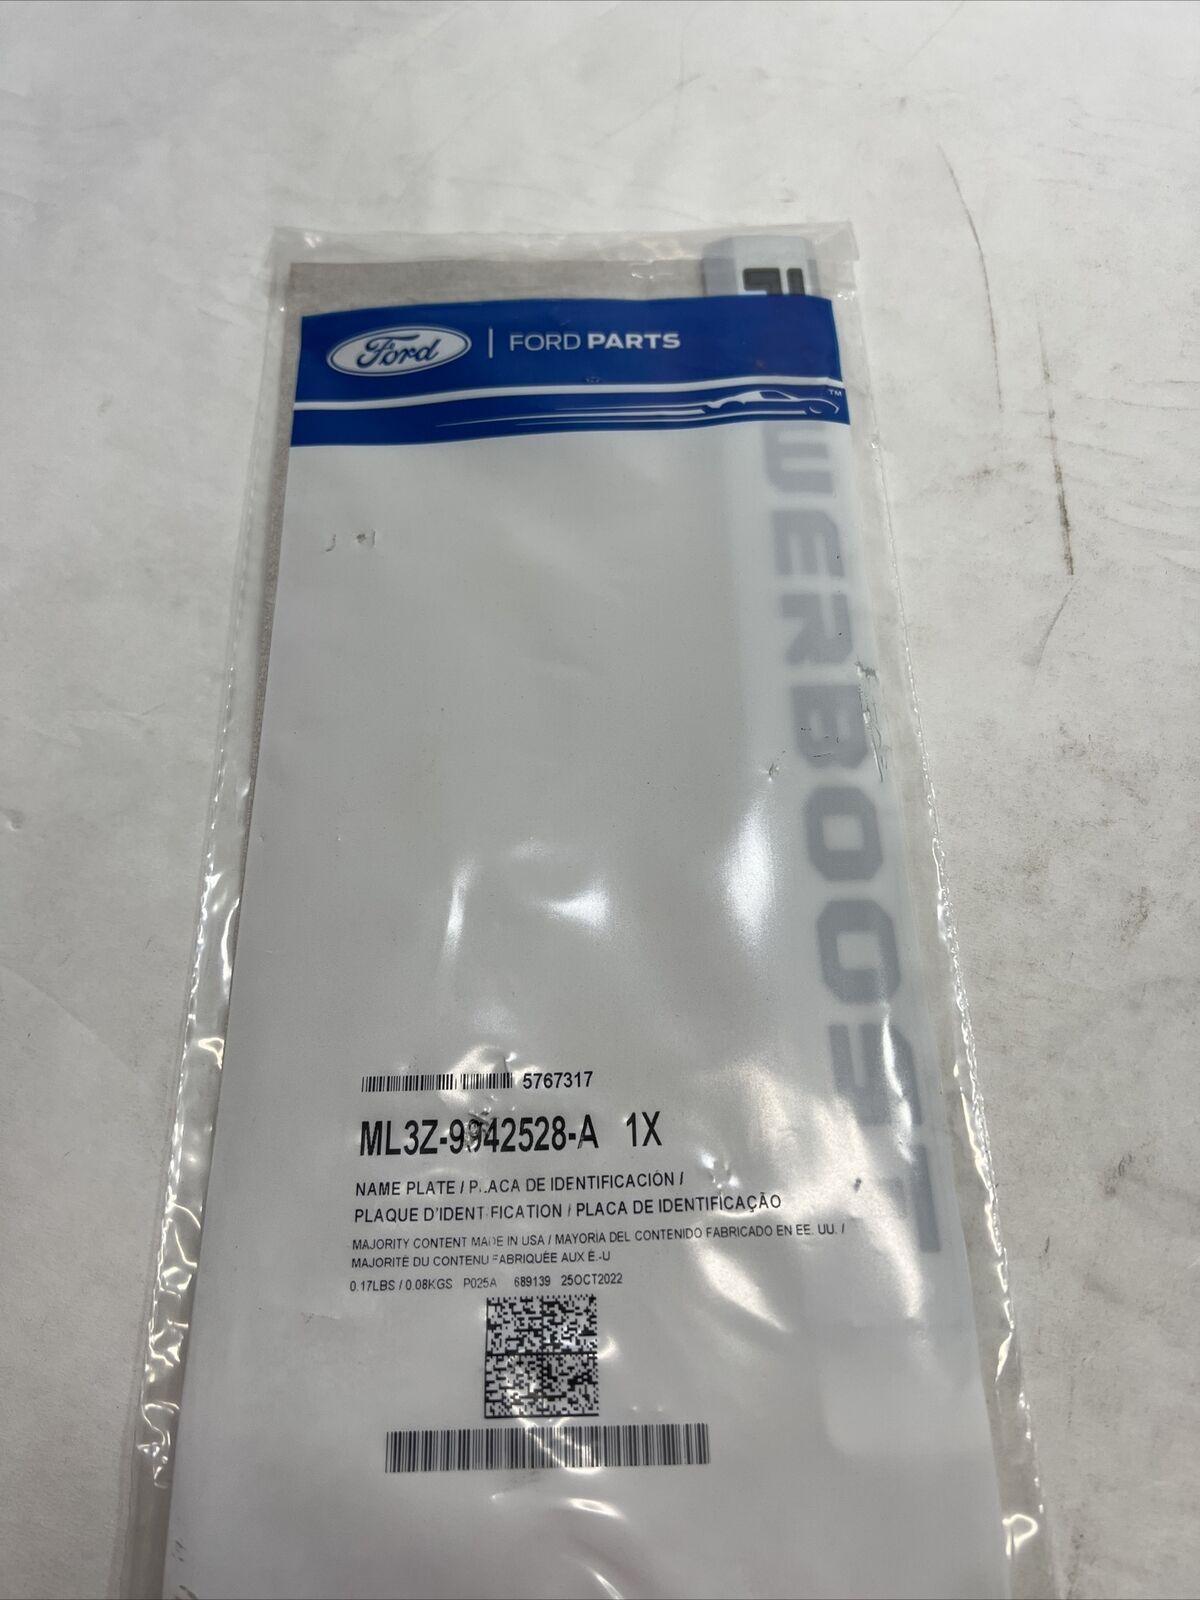 Ford | FORD PARTS
TM
WERBOOST
5767317
ML3Z-9942528-A 1X
NAME PLATE / PLACA DE IDENTIFICACIÓN /
PLAQUE D'IDENTIFICATION / PLACA DE IDENTIFICAÇÃO
MAJORITY CONTENT MADE IN USA / MAYORÍA DEL CONTENIDO FABRICADO EN EE. UU. /
MAJORITÉ DU CONTENU FABRIQUÉE AUX É.-U
0.17LBS / 0.08KGS P025A 689139 25OCT2022